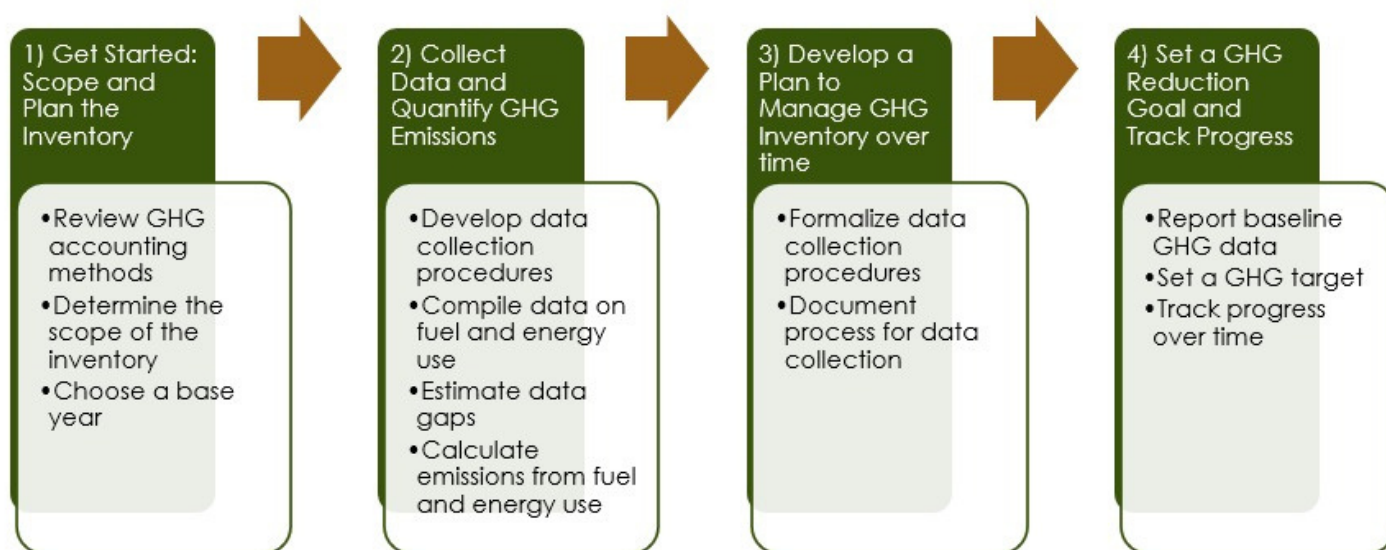 1) Get Started:
Scope and
Plan the
Inventory
•Review GHG
accounting
methods
•Determine the
scope of the
inventory
•Choose a base
year
2) Collect
Data and
Quantify GHG
Emissions
•Develop data
collection
procedures
•Compile data on
fuel and energy
use
•Estimate data
gaps
•Calculate
emissions from fuel
and energy use
3) Develop a
Plan to
Manage GHG
Inventory over
time
•Formalize data
collection
procedures
•Document
process for data
collection
4) Set a GHG
Reduction
Goal and
Track Progress
•Report baseline
GHG data
•Set a GHG target
•Track progress
over time